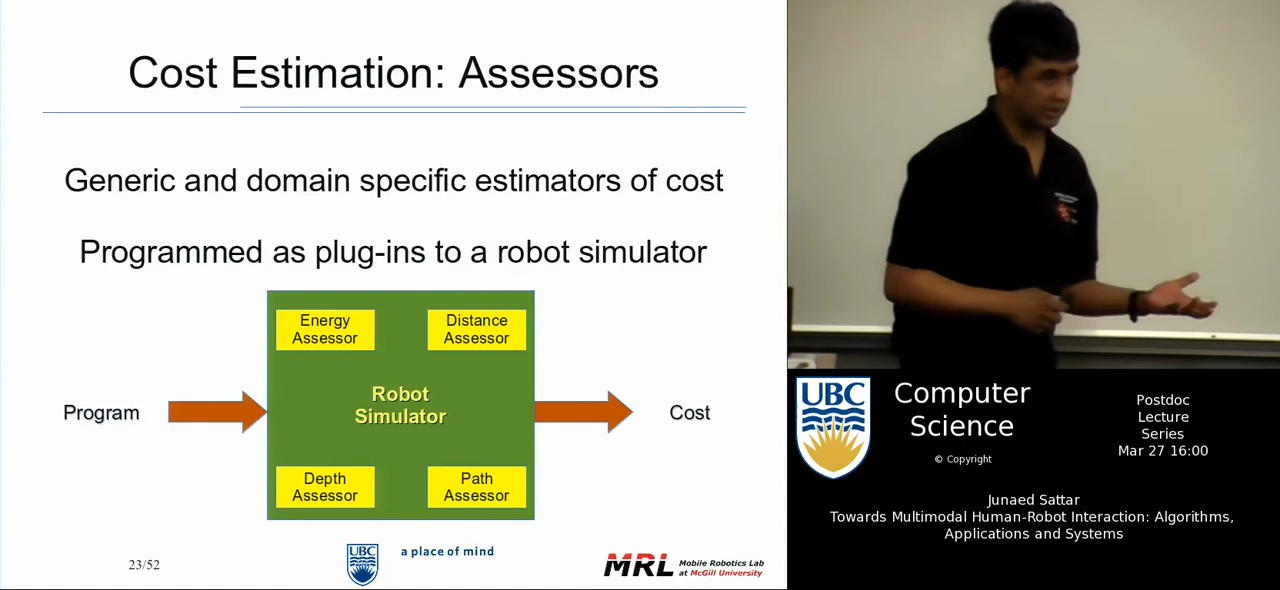 Cost Estimation: Assessors
Generic and domain specific estimators of cost
Programmed as plug-ins to a robot simulator
Energy
Assessor
Distance
Assessor
Robot
Simulator
Program
Cost
Depth
Assessor
Path
Assessor
23/52
UBC
a place of mind
MRL
Mobile Robotics Lab
at McGill University
UBC
Computer
Science
© Copyright
Postdoc
Lecture
Series
Mar 27 16:00
Junaed Sattar
Towards Multimodal Human-Robot Interaction: Algorithms,
Applications and Systems